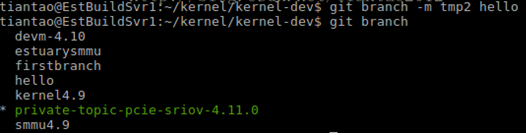 tiantao@EstBuildSvr1:~/kernel/kernel-dev$ git branch -m tmp2 hello
tiantao@EstBuildSvr1:~/kernel/kernel-dev$ git branch
  devm-4.10
  estuarysmmu
  firstbranch
  hello
  kernel4.9
* private-topic-pcie-sriov-4.11.0
  smmu4.9